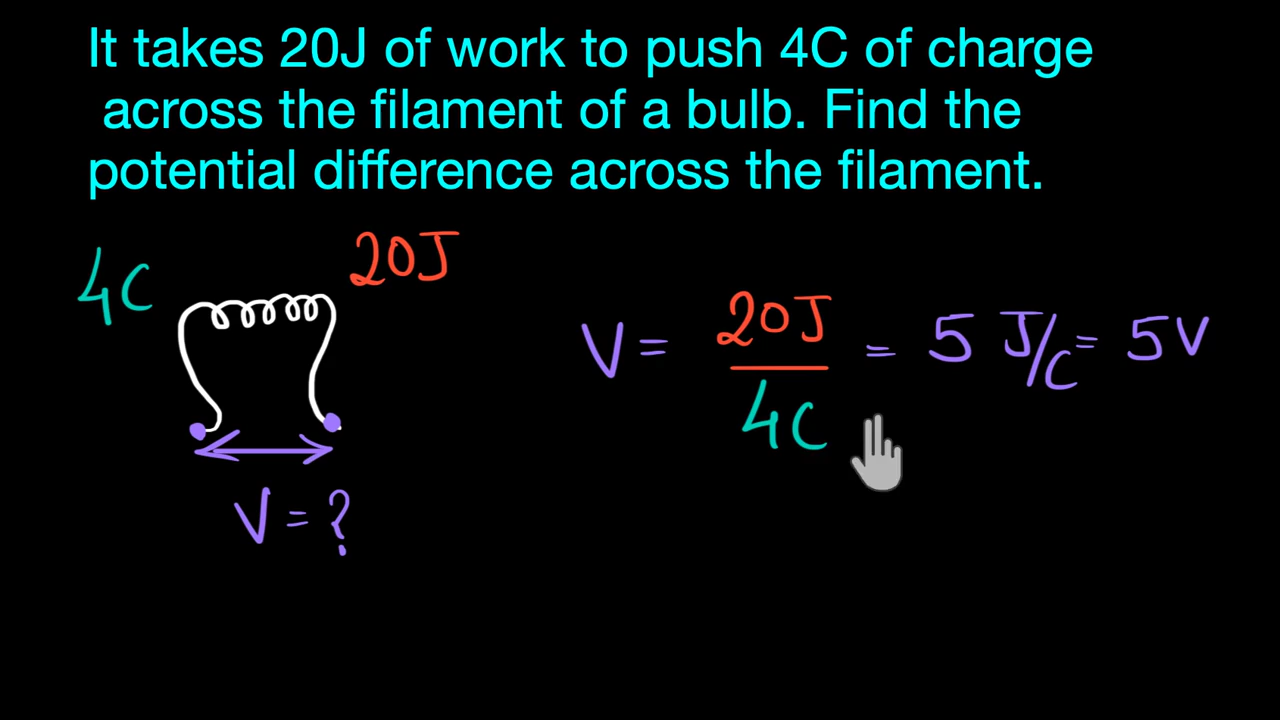 It takes 20J of work to push 4C of charge
across the filament of a bulb. Find the
potential difference across the filament.
4C
20J
V = ?
V = 20J / 4C = 5 J/C = 5V